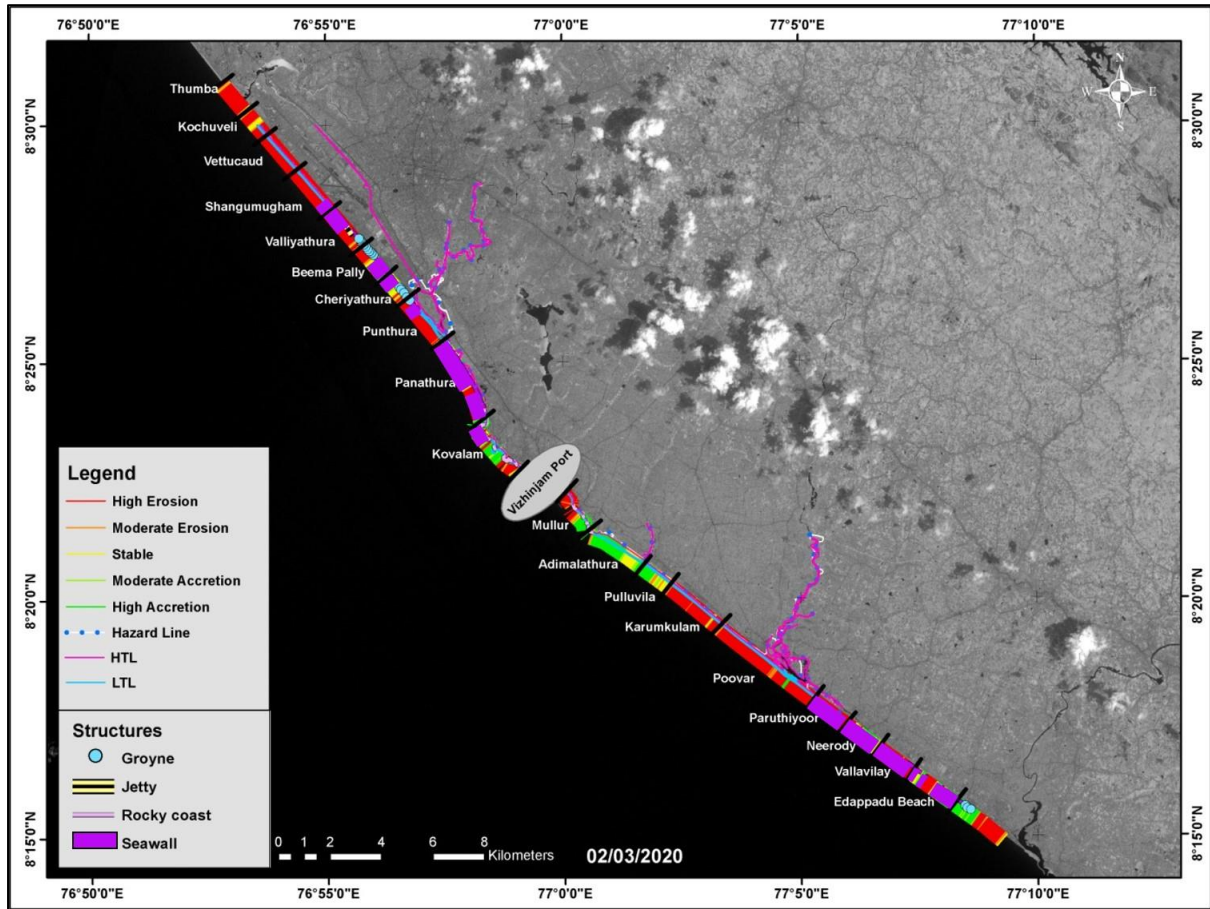 76°50'0"E 76°55'0"E 77°0'0"E 77°5'0"E 77°10'0"E
N
W E
S
8°30'0"N 8°30'0"N
8°25'0"N 8°25'0"N
8°20'0"N 8°20'0"N
8°15'0"N 8°15'0"N
Thumba
Kochuveli
Vettucaud
Shangumugham
Valliyathura
Beema Pally
Cheriyathura
Punthura
Panathura
Kovalam
Vizhinjam Port
Mullur
Adimalathura
Pulluvila
Karumkulam
Poovar
Paruthiyoor
Neerody
Vallavilay
Edappadu Beach
Legend
High Erosion
Moderate Erosion
Stable
Moderate Accretion
High Accretion
Hazard Line
HTL
LTL
Structures
Groyne
Jetty
Rocky coast
Seawall
0 1 2 4 6 8
Kilometers
02/03/2020
76°50'0"E 76°55'0"E 77°0'0"E 77°5'0"E 77°10'0"E